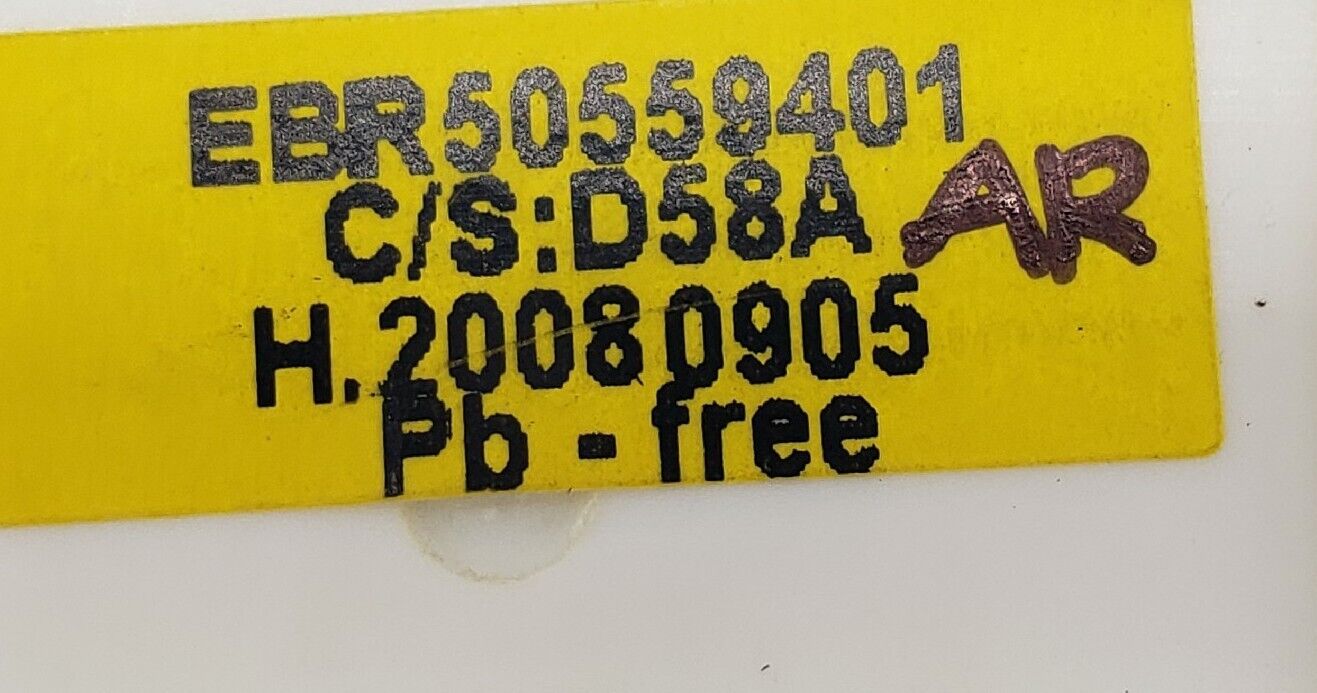 EBR50559401
C/S:D58A AR
H.20080905
Pb - free